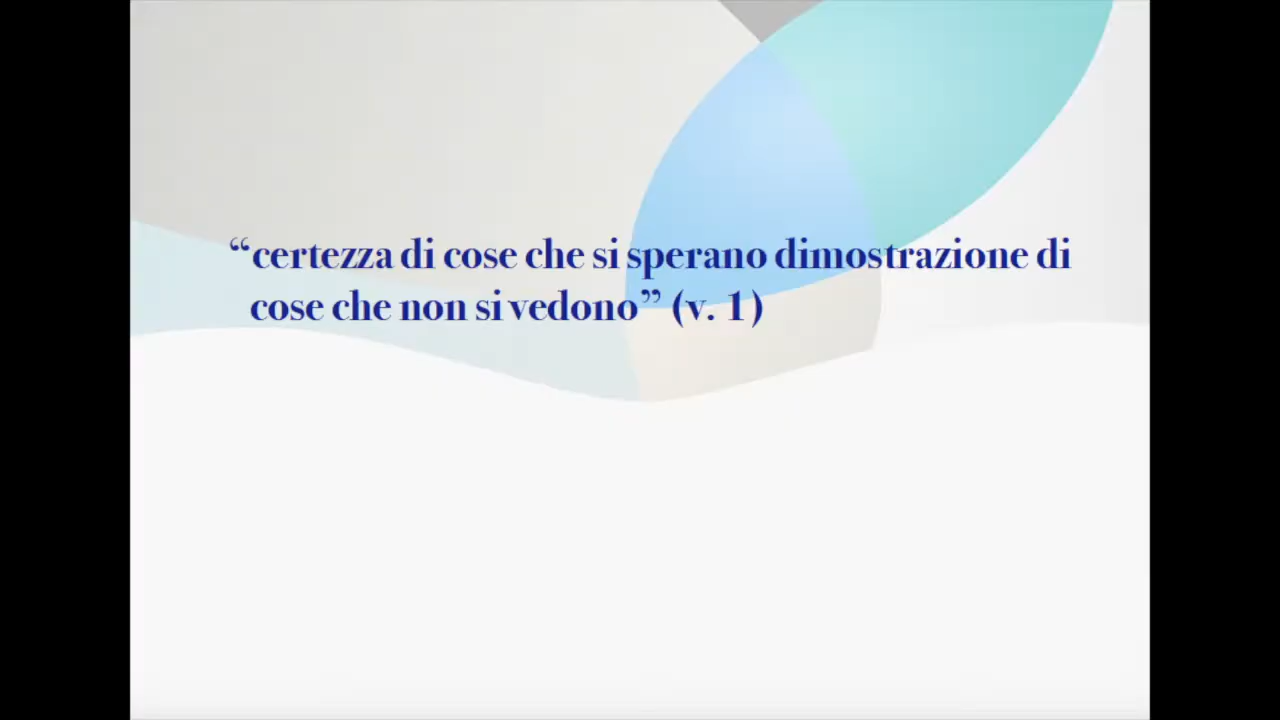 “certezza di cose che si sperano dimostrazione di
cose che non si vedono” (v. 1)